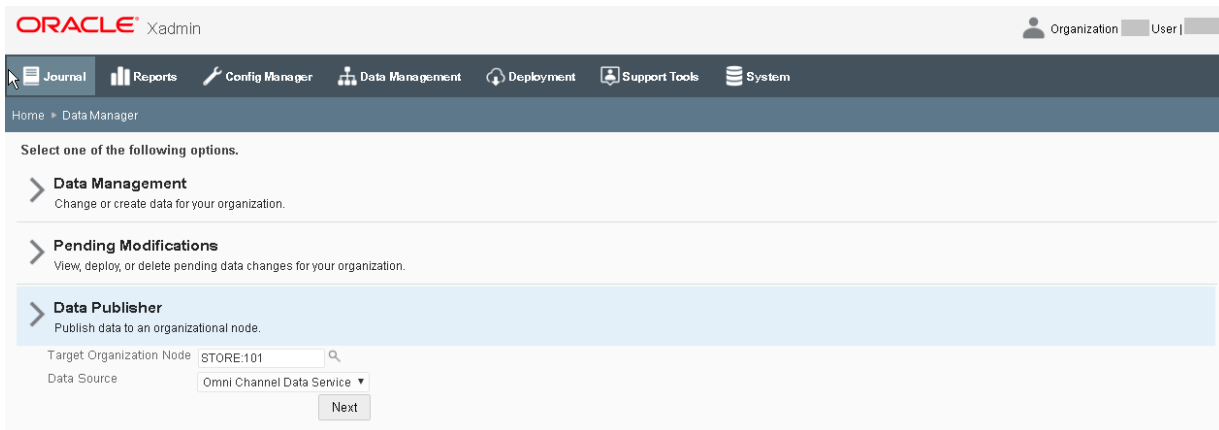 ORACLE® Xadmin
Organization User |
Journal Reports Config Manager Data Management Deployment Support Tools System
Home Data Manager
Select one of the following options.
Data Management
Change or create data for your organization.
Pending Modifications
View, deploy, or delete pending data changes for your organization.
Data Publisher
Publish data to an organizational node.
Target Organization Node STORE:101
Data Source Omni Channel Data Service
Next